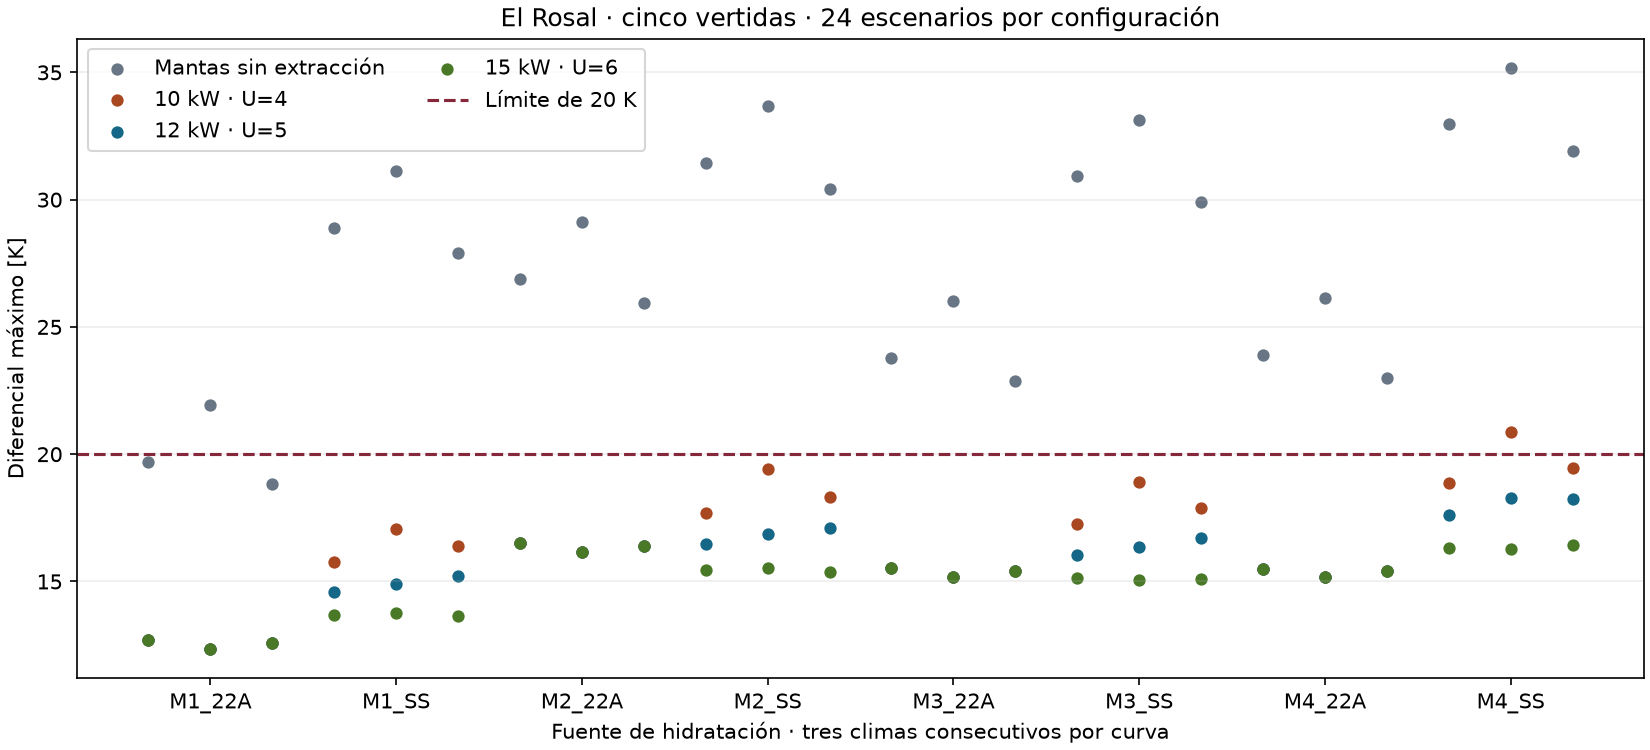 El Rosal · cinco vertidas · 24 escenarios por configuración
Mantas sin extracción
10 kW · U=4
12 kW · U=5
15 kW · U=6
Límite de 20 K
Diferencial máximo [K]
35
30
25
20
15
M1_22A
M1_SS
M2_22A
M2_SS
M3_22A
M3_SS
M4_22A
M4_SS
Fuente de hidratación · tres climas consecutivos por curva